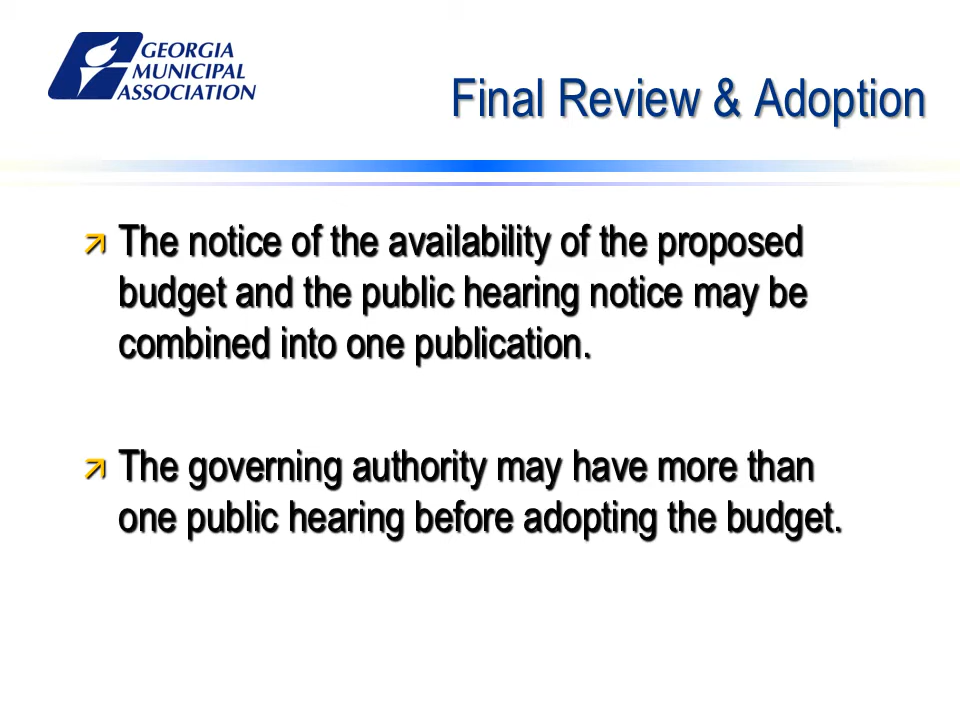 GEORGIA
MUNICIPAL
ASSOCIATION
Final Review & Adoption
The notice of the availability of the proposed
budget and the public hearing notice may be
combined into one publication.
The governing authority may have more than
one public hearing before adopting the budget.